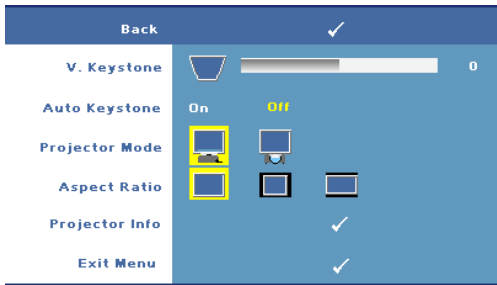 Back
V. Keystone 0
Auto Keystone On Off
Projector Mode
Aspect Ratio
Projector Info
Exit Menu